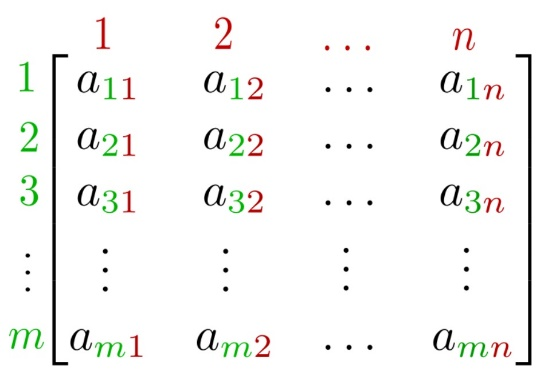 1 2 ... n
1 a11 a12 ... a1n
2 a21 a22 ... a2n
3 a31 a32 ... a3n
⋮ ⋮ ⋮ ⋮ ⋮
m am1 am2 ... amn